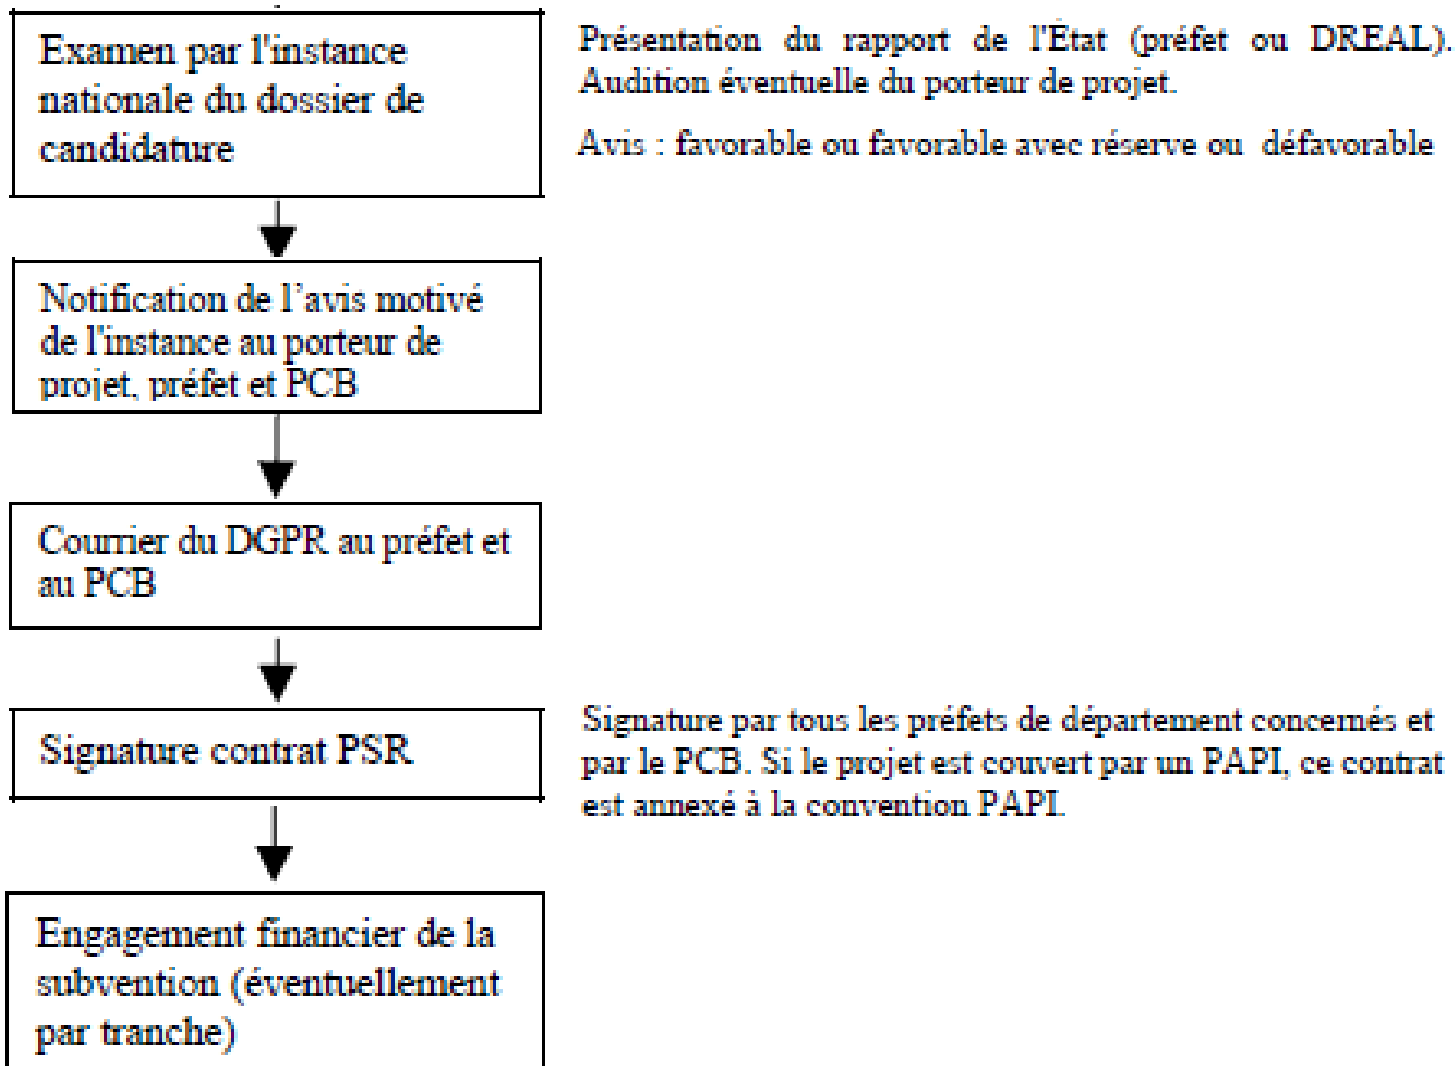 Examen par l'instance
nationale du dossier de
candidature
Présentation du rapport de l'État (préfet ou DREAL).
Audition éventuelle du porteur de projet.
Avis : favorable ou favorable avec réserve ou défavorable
Notification de l’avis motivé
de l'instance au porteur de
projet, préfet et PCB
Courrier du DGPR au préfet et
au PCB
Signature contrat PSR
Signature par tous les préfets de département concernés et
par le PCB. Si le projet est couvert par un PAPI, ce contrat
est annexé à la convention PAPI.
Engagement financier de la
subvention (éventuellement
par tranche)